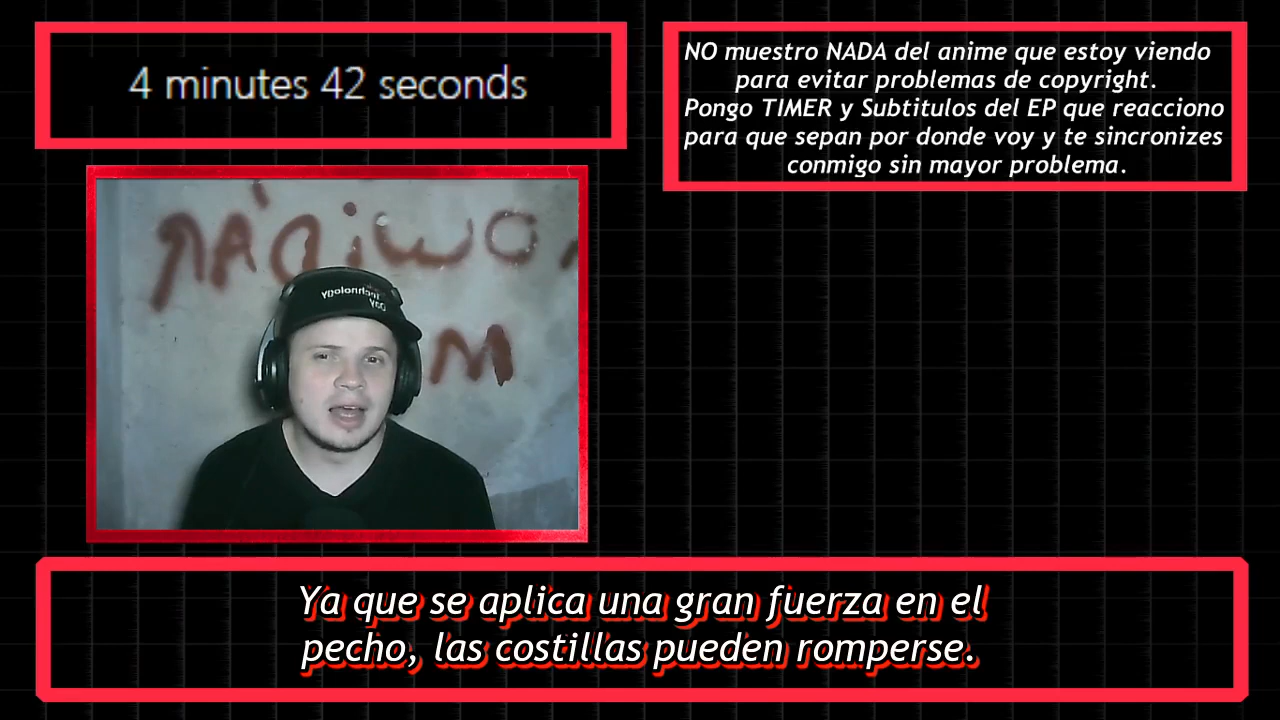 4 minutes 42 seconds
NO muestro NADA del anime que estoy viendo
para evitar problemas de copyright.
Pongo TIMER y Subtitulos del EP que reacciono
para que sepan por donde voy y te sincronizes
conmigo sin mayor problema.
Ya que se aplica una gran fuerza en el
pecho, las costillas pueden romperse.